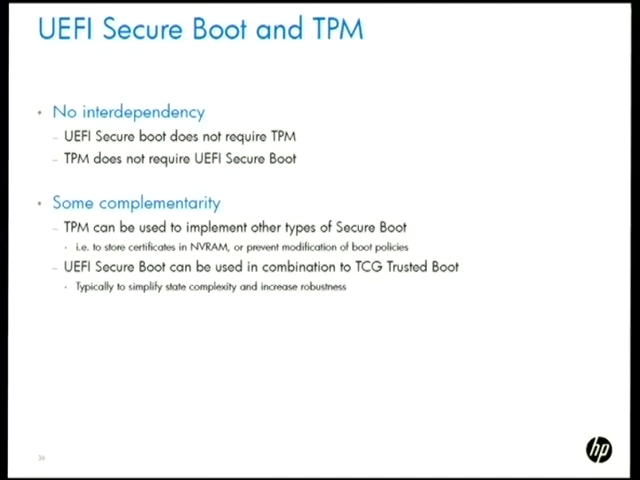 UEFI Secure Boot and TPM
• No interdependency
– UEFI Secure boot does not require TPM
– TPM does not require UEFI Secure Boot
• Some complementarity
– TPM can be used to implement other types of Secure Boot
• i.e. to store certificates in NVRAM, or prevent modification of boot policies
– UEFI Secure Boot can be used in combination to TCG Trusted Boot
• Typically to simplify state complexity and increase robustness
hp